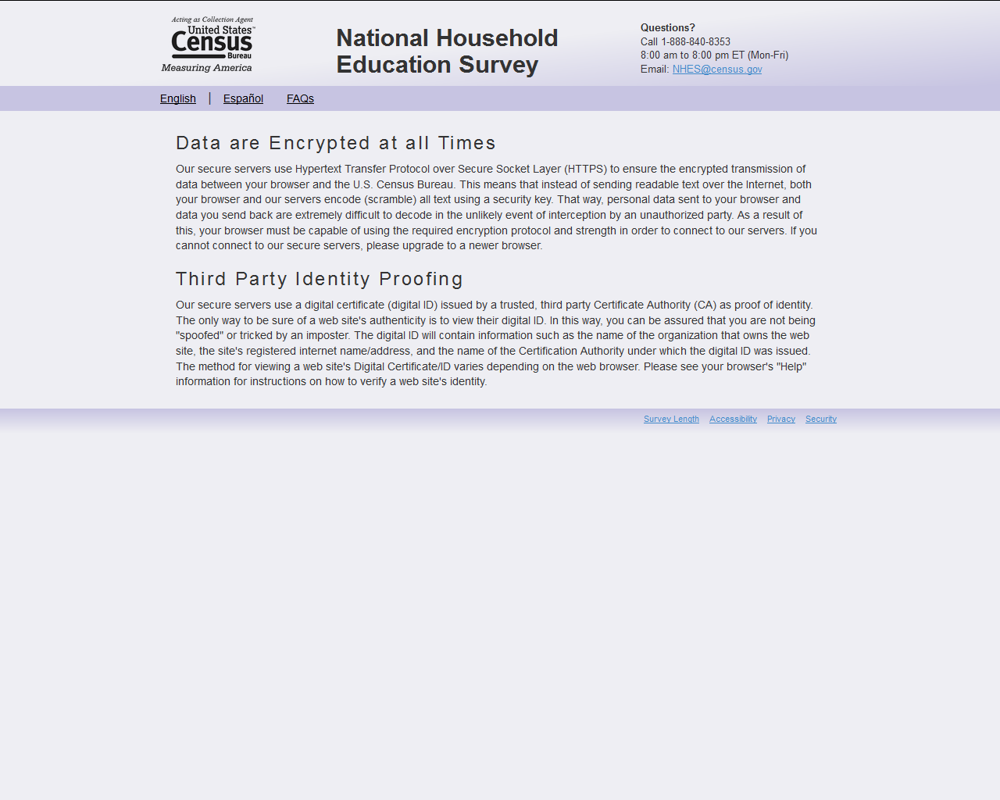 Acting as Collection Agent
United States™
Census
Bureau
Measuring America
National Household
Education Survey
Questions?
Call 1-888-840-8353
8:00 am to 8:00 pm ET (Mon-Fri)
Email: NHES@census.gov
English | Español FAQs
Data are Encrypted at all Times
Our secure servers use Hypertext Transfer Protocol over Secure Socket Layer (HTTPS) to ensure the encrypted transmission of
data between your browser and the U.S. Census Bureau. This means that instead of sending readable text over the Internet, both
your browser and our servers encode (scramble) all text using a security key. That way, personal data sent to your browser and
data you send back are extremely difficult to decode in the unlikely event of interception by an unauthorized party. As a result of
this, your browser must be capable of using the required encryption protocol and strength in order to connect to our servers. If you
cannot connect to our secure servers, please upgrade to a newer browser.
Third Party Identity Proofing
Our secure servers use a digital certificate (digital ID) issued by a trusted, third party Certificate Authority (CA) as proof of identity.
The only way to be sure of a web site's authenticity is to view their digital ID. In this way, you can be assured that you are not being
"spoofed" or tricked by an imposter. The digital ID will contain information such as the name of the organization that owns the web
site, the site's registered internet name/address, and the name of the Certification Authority under which the digital ID was issued.
The method for viewing a web site's Digital Certificate/ID varies depending on the web browser. Please see your browser's "Help"
information for instructions on how to verify a web site's identity.
Survey Length Accessibility Privacy Security